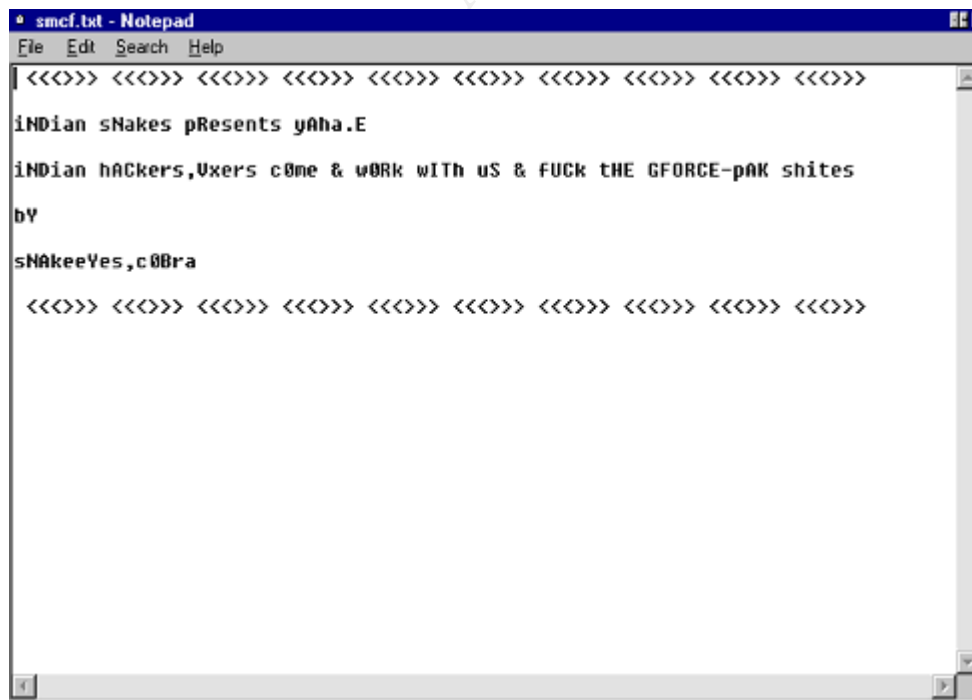 smcf.txt - Notepad
File Edit Search Help
<<<>>> <<<>>> <<<>>> <<<>>> <<<>>> <<<>>> <<<>>> <<<>>> <<<>>> <<<>>>
iNDian sNakes pResents yAha.E
iNDian hACkers,Vxers c0me & w0Rk wITh uS & fUCk tHE GFORCE-pAK shites
bY
sNAkeeYes,c0Bra
<<<>>> <<<>>> <<<>>> <<<>>> <<<>>> <<<>>> <<<>>> <<<>>> <<<>>> <<<>>>